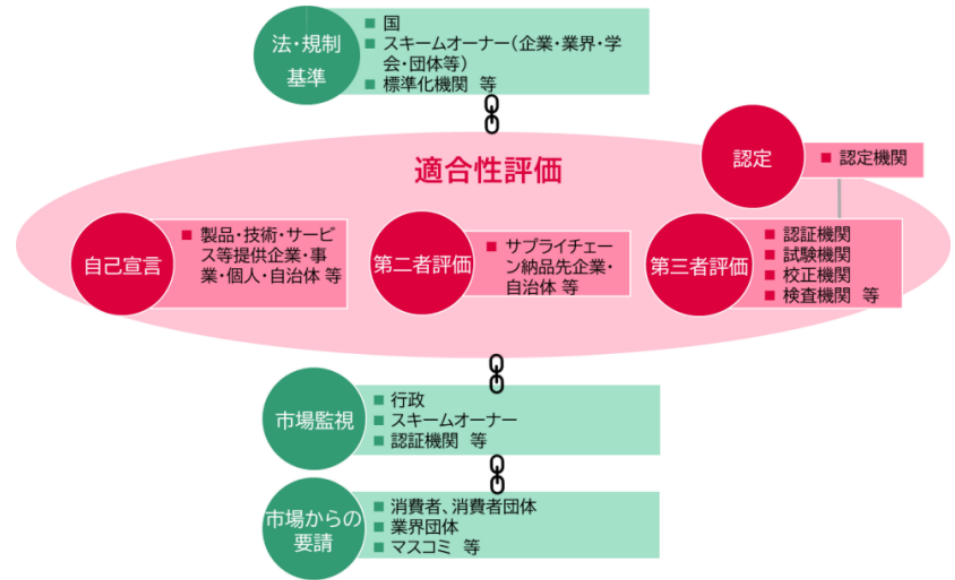 法・規制
基準
■ 国
■ スキームオーナー（企業・業界・学
会・団体等）
■ 標準化機関 等
適合性評価
認定
■ 認定機関
自己宣言
■ 製品・技術・サービ
ス等提供企業・事
業・個人・自治体 等
第二者評価
■ サプライチェー
ン納品先企業・
自治体 等
第三者評価
■ 認証機関
■ 試験機関
■ 校正機関
■ 検査機関 等
市場監視
■ 行政
■ スキームオーナー
■ 認証機関 等
市場からの
要請
■ 消費者、消費者団体
■ 業界団体
■ マスコミ 等